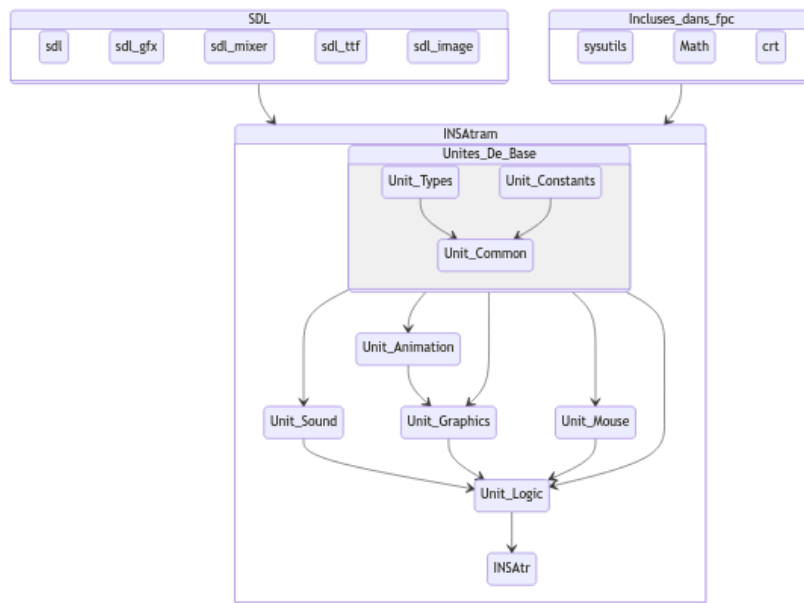 SDL
sdl sdl_gfx sdl_mixer sdl_ttf sdl_image
Incluses_dans_fpc
sysutils Math crt
INSAtram
Unites_De_Base
Unit_Types Unit_Constants
Unit_Common
Unit_Animation
Unit_Sound Unit_Graphics Unit_Mouse
Unit_Logic
INSAtr